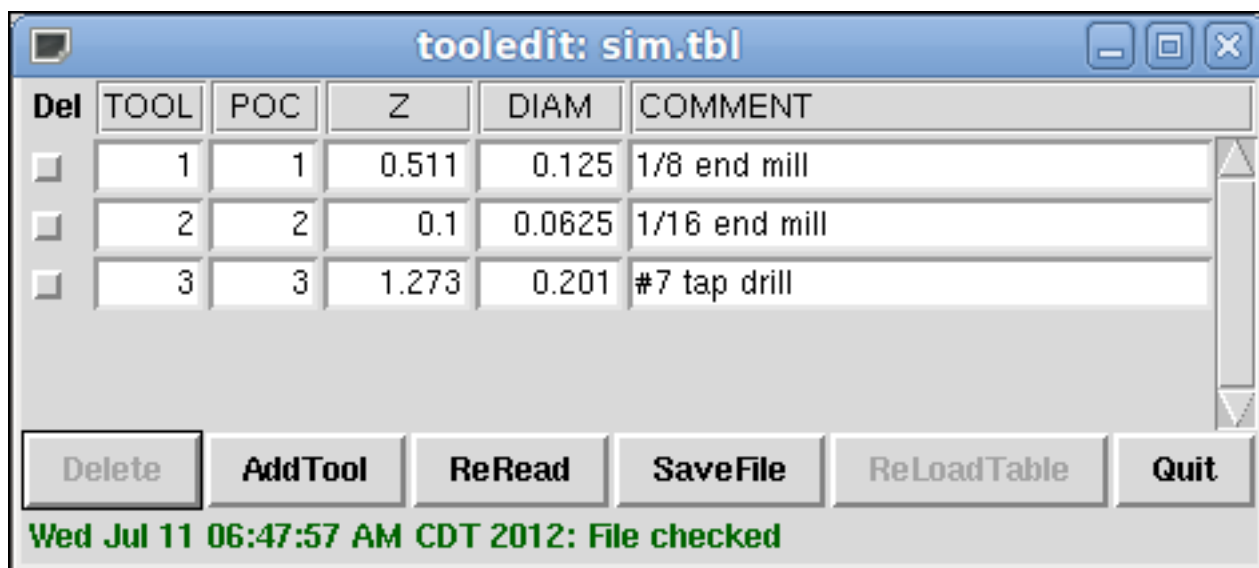 tooledit: sim.tbl
Del TOOL POC Z DIAM COMMENT
1 1 0.511 0.125 1/8 end mill
2 2 0.1 0.0625 1/16 end mill
3 3 1.273 0.201 #7 tap drill
Delete AddTool ReRead SaveFile ReLoadTable Quit
Wed Jul 11 06:47:57 AM CDT 2012: File checked